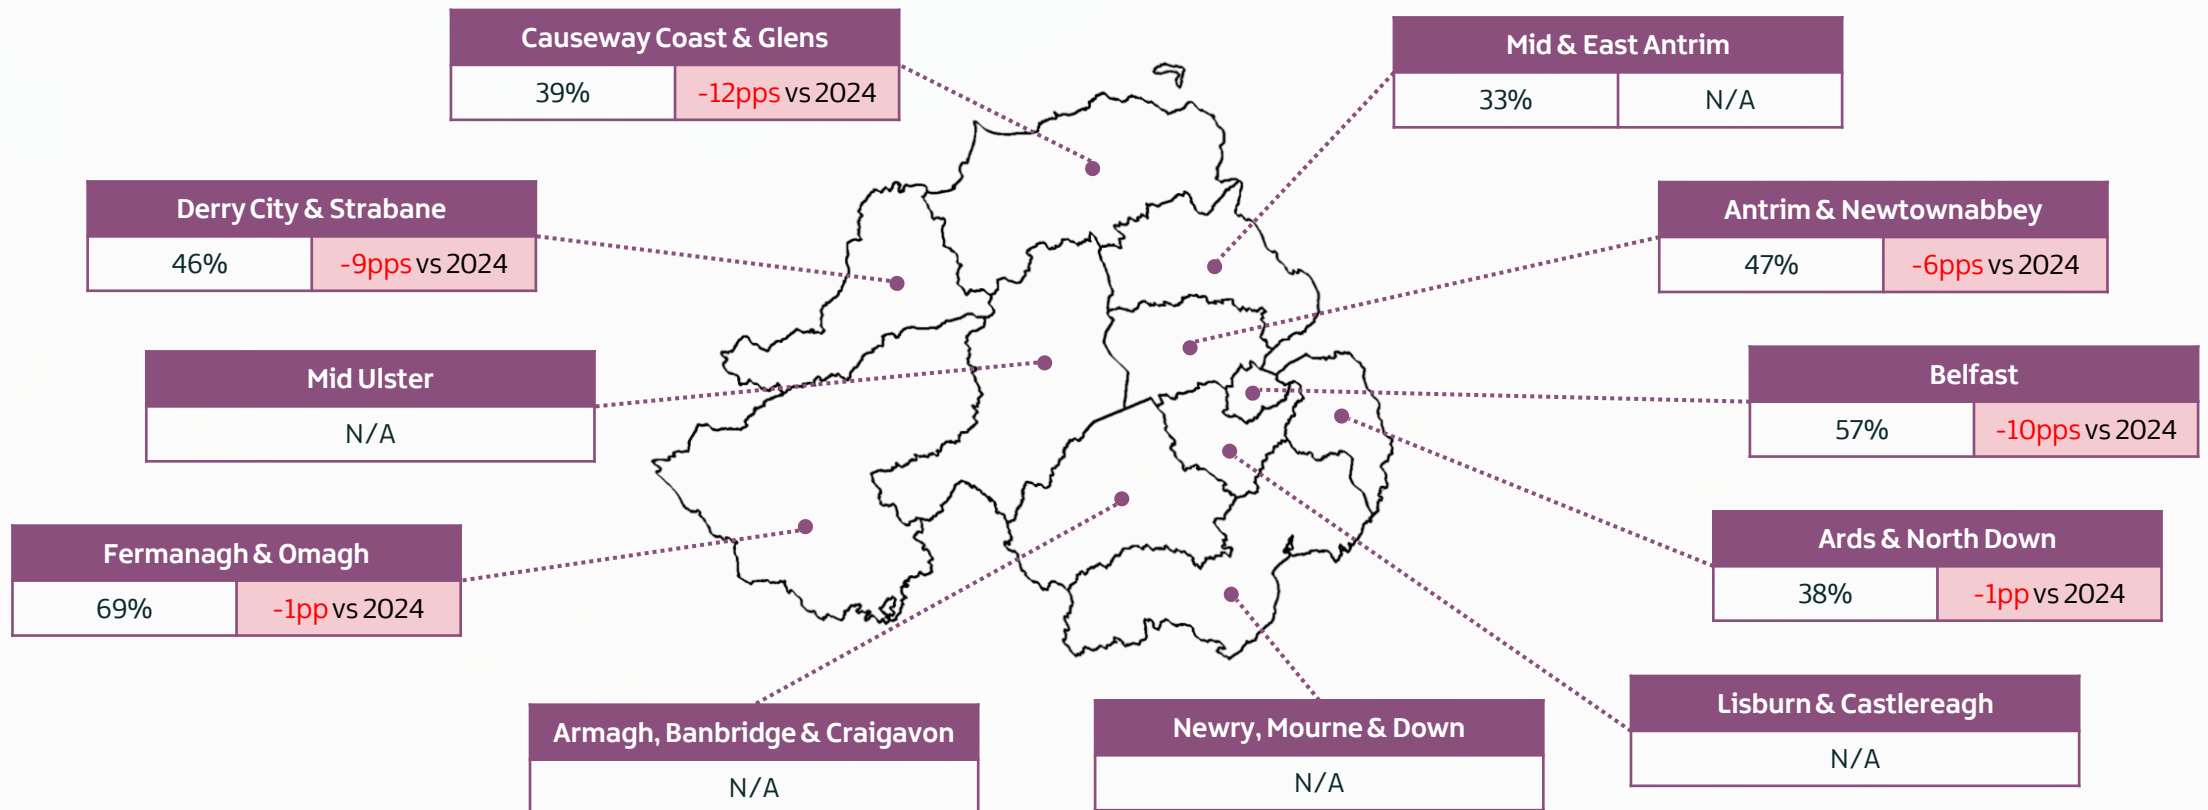 Causeway Coast & Glens
39% -12pps vs 2024
Mid & East Antrim
33% N/A
Derry City & Strabane
46% -9pps vs 2024
Antrim & Newtownabbey
47% -6pps vs 2024
Mid Ulster
N/A
Belfast
57% -10pps vs 2024
Fermanagh & Omagh
69% -1pp vs 2024
Ards & North Down
38% -1pp vs 2024
Armagh, Banbridge & Craigavon
N/A
Newry, Mourne & Down
N/A
Lisburn & Castlereagh
N/A